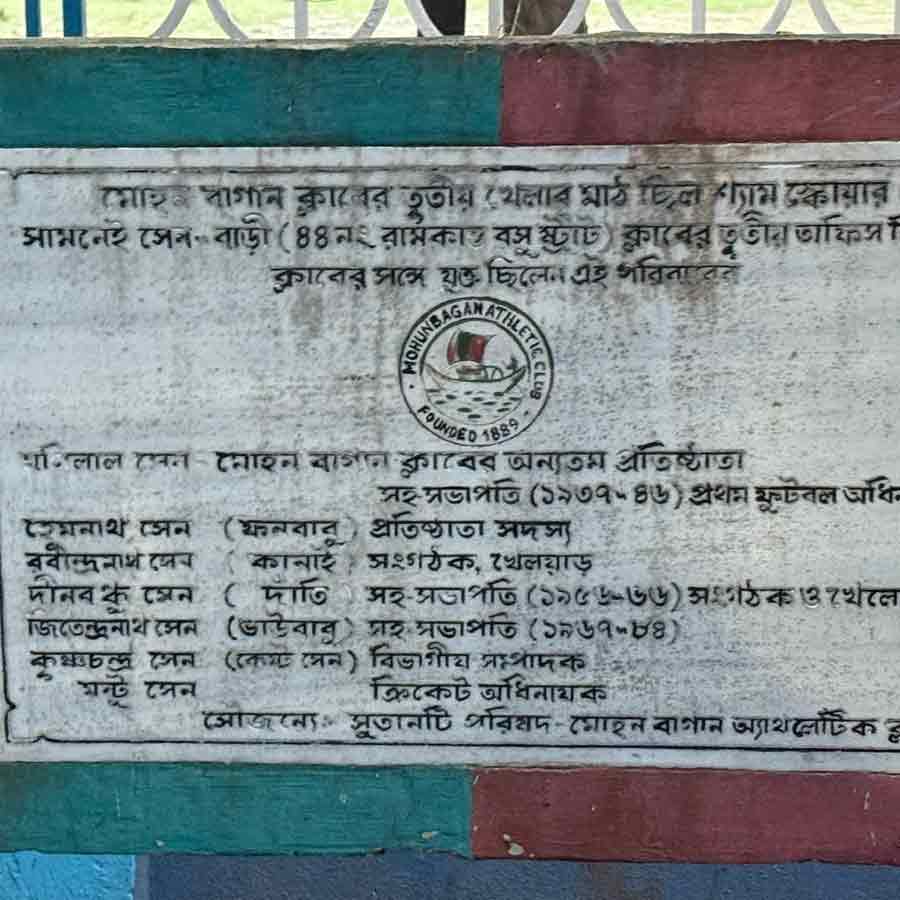 মোহন বাগান ক্লাবের তৃতীয় খেলার মাঠ ছিল শ্যাম স্কোয়ার
সামনেই সেন-বাড়ী (৪৪নং রামকান্ত বসু স্ট্রীট) ক্লাবের তৃতীয় অফিস
ক্লাবের সঙ্গে যুক্ত ছিলেন এই পরিবারের
MOHUNBAGAN ATHLETIC CLUB
FOUNDED 1889
মনিলাল সেন - মোহন বাগান ক্লাবের অন্যতম প্রতিষ্ঠাতা
সহ-সভাপতি (১৯৩৭-৪৬) প্রথম ফুটবল অধিন
হেমনাথ সেন (ফনবাবু) প্রতিষ্ঠাতা সদস্য
রবীন্দ্রনাথ সেন (কানাই) সংগঠক, খেলয়াড়
দীনবন্ধু সেন (দাঁতি) সহ-সভাপতি (১৯৫৬-৬৬) সংগঠক ও খেলো
জিতেন্দ্রনাথ সেন (ভাউবাবু) সহ-সভাপতি (১৯৬৭-৮৪)
কৃষ্ণচন্দ্র সেন (কেষ্ট সেন) বিভাগীয় সম্পাদক
মন্টু সেন ক্রিকেট অধিনায়ক
সৌজন্যে:- সুতানটি পরিষদ - মোহন বাগান অ্যাথলেটিক ক্ল